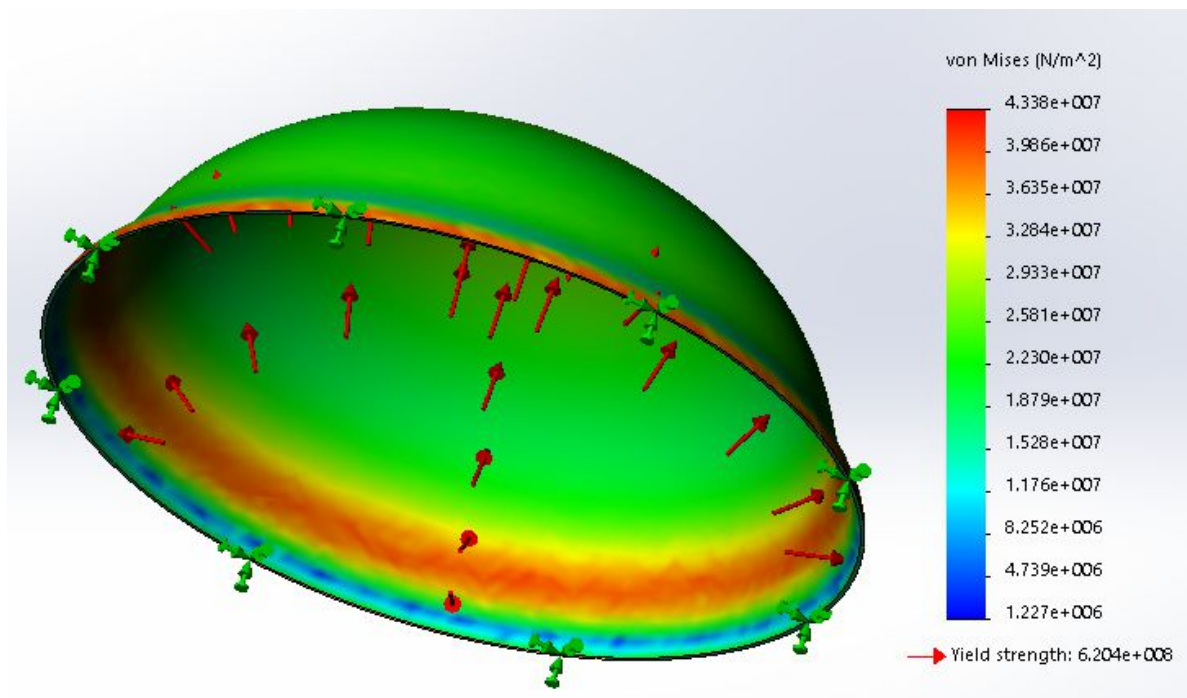 von Mises (N/m^2)
4.338e+007
3.986e+007
3.635e+007
3.284e+007
2.933e+007
2.581e+007
2.230e+007
1.879e+007
1.528e+007
1.176e+007
8.252e+006
4.739e+006
1.227e+006
Yield strength: 6.204e+008